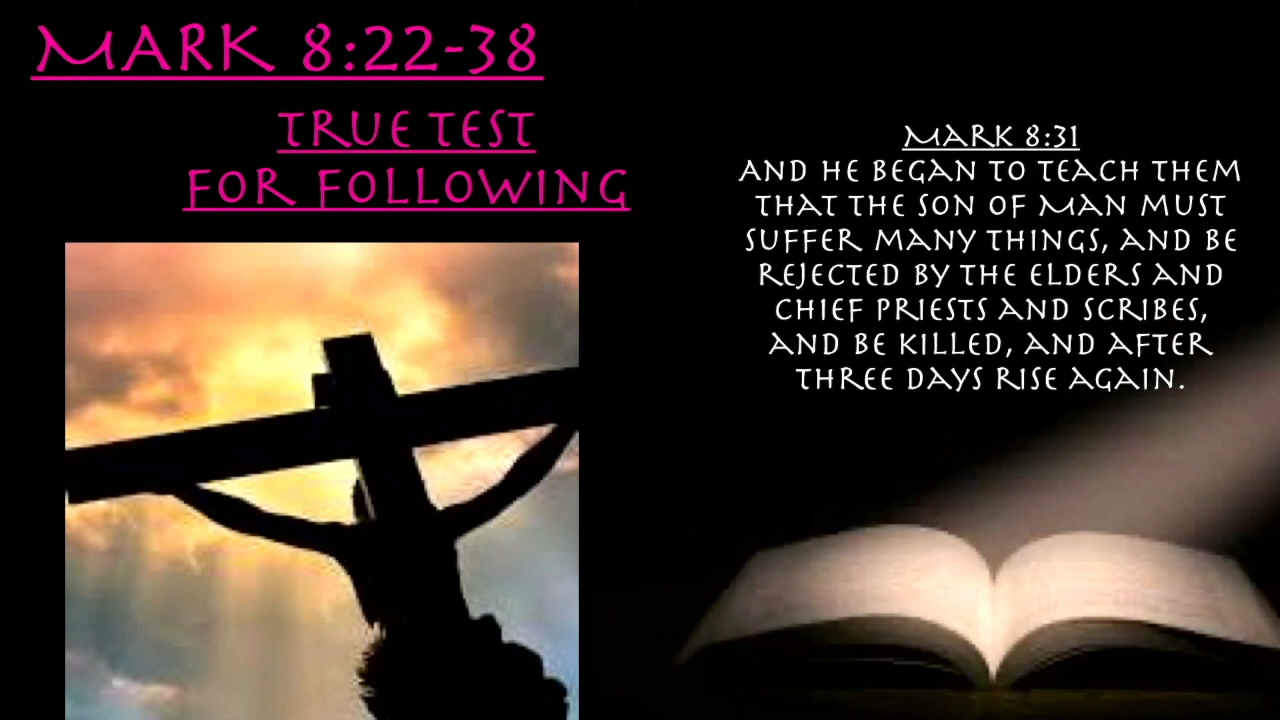 MARK 8:22-38
TRUE TEST
FOR FOLLOWING
MARK 8:31
AND HE BEGAN TO TEACH THEM
THAT THE SON OF MAN MUST
SUFFER MANY THINGS, AND BE
REJECTED BY THE ELDERS AND
CHIEF PRIESTS AND SCRIBES,
AND BE KILLED, AND AFTER
THREE DAYS RISE AGAIN.